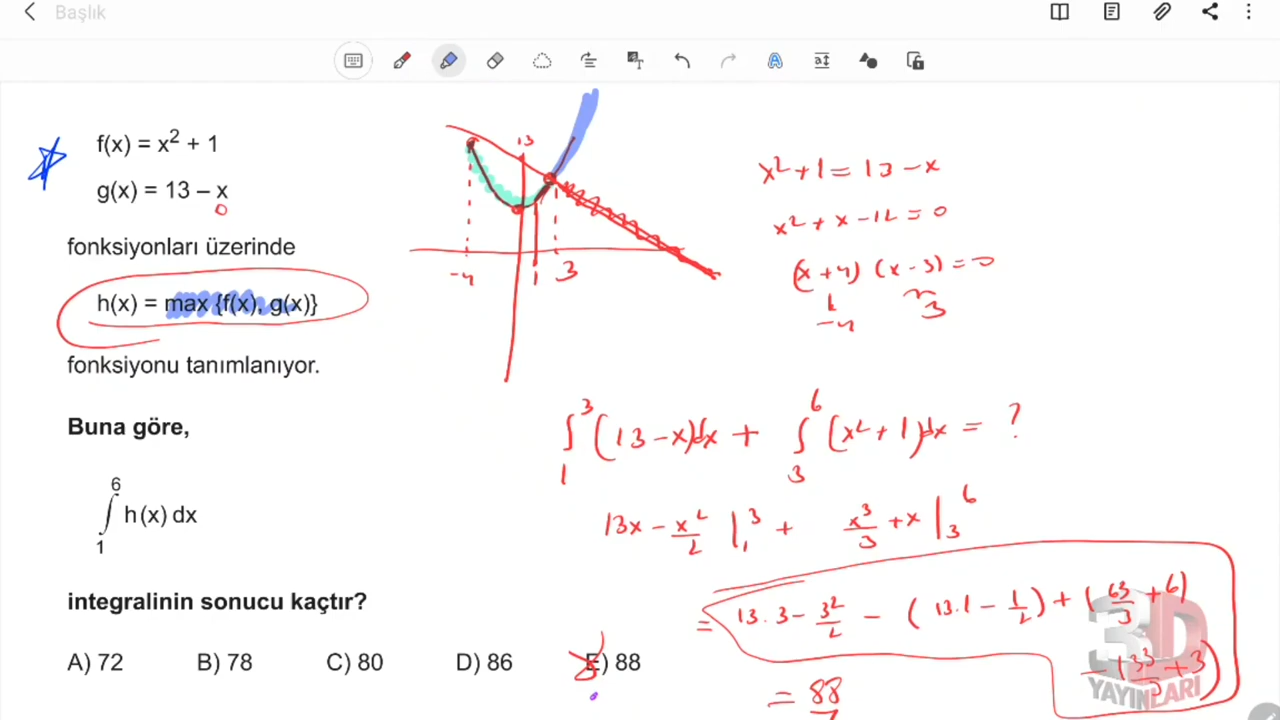 Başlık
f(x) = x² + 1
g(x) = 13 – x
fonksiyonları üzerinde
h(x) = max {f(x), g(x)}
fonksiyonu tanımlanıyor.
Buna göre,
6
∫ h(x) dx
1
integralinin sonucu kaçtır?
A) 72 B) 78 C) 80 D) 86 E) 88
13
-4 1 3
x²+1 = 13 - x
x² + x - 12 = 0
(x+4) (x-3) = 0
-4 3
∫₁³ (13-x)dx + ∫₃⁶ (x²+1)dx = ?
13x - x²/2 |₁³ + x³/3 + x |₃⁶
= 13.3 - 3²/2 - (13.1 - 1/2) + (6³/3 + 6)
- (3³/3 + 3)
= 88
3D
YAYINLARI